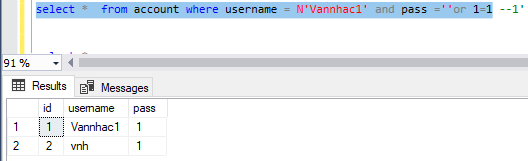 select * from account where username = N'Vannhac1' and pass =''or 1=1 --1'
91 %
Results Messages
id username pass
1 1 Vannhac1 1
2 2 vnh 1